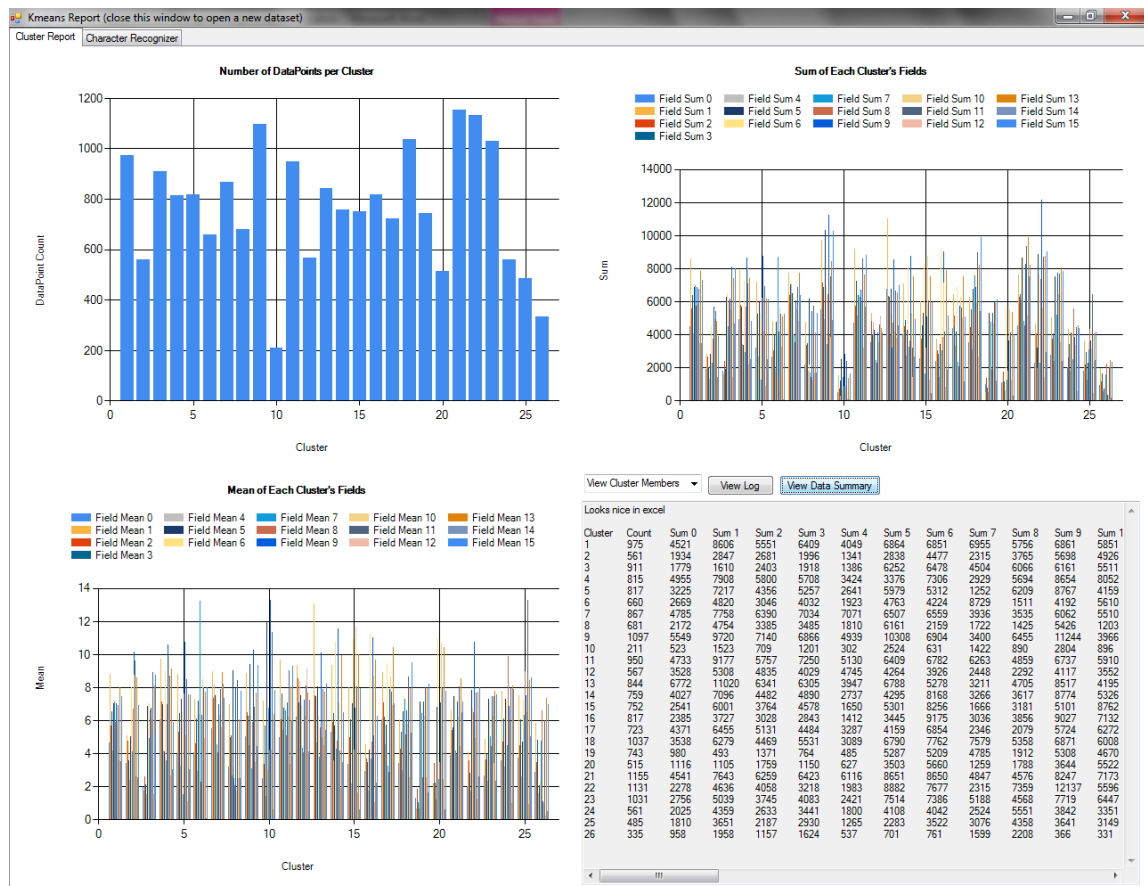 Kmeans Report (close this window to open a new dataset)
Cluster Report Character Recognizer
Number of DataPoints per Cluster
1200
1000
800
600
400
200
0
0 5 10 15 20 25
DataPoint Count
Cluster
Sum of Each Cluster's Fields
Field Sum 0 Field Sum 4 Field Sum 7 Field Sum 10 Field Sum 13
Field Sum 1 Field Sum 5 Field Sum 8 Field Sum 11 Field Sum 14
Field Sum 2 Field Sum 6 Field Sum 9 Field Sum 12 Field Sum 15
Field Sum 3
14000
12000
10000
8000
6000
4000
2000
0
0 5 10 15 20 25
Sum
Cluster
Mean of Each Cluster's Fields
Field Mean 0 Field Mean 4 Field Mean 7 Field Mean 10 Field Mean 13
Field Mean 1 Field Mean 5 Field Mean 8 Field Mean 11 Field Mean 14
Field Mean 2 Field Mean 6 Field Mean 9 Field Mean 12 Field Mean 15
Field Mean 3
14
12
10
8
6
4
2
0
0 5 10 15 20 25
Mean
Cluster
View Cluster Members View Log View Data Summary
Looks nice in excel
Cluster Count Sum 0 Sum 1 Sum 2 Sum 3 Sum 4 Sum 5 Sum 6 Sum 7 Sum 8 Sum 9 Sum 1
1 975 4521 8606 5551 6409 4049 6864 6851 6955 5756 6861 5851
2 561 1934 2847 2681 1996 1341 2838 4477 2315 3765 5698 4926
3 911 1779 1610 2403 1918 1386 6252 6478 4504 6066 6161 5511
4 815 4955 7908 5800 5708 3424 3376 7306 2929 5694 8654 8052
5 817 3225 7217 4356 5257 2641 5979 5312 1252 6209 8767 4159
6 660 2669 4820 3046 4032 1923 4763 4224 8729 1511 4192 5610
7 867 4785 7758 6390 7034 7071 6507 6559 3936 3535 6062 5510
8 681 2172 4754 3385 3485 1810 6161 2159 1722 1425 5426 1203
9 1097 5549 9720 7140 6866 4939 10308 6904 3400 6455 11244 3966
10 211 523 1523 709 1201 302 2524 631 1422 890 2804 896
11 950 4733 9177 5757 7250 5130 6409 6782 6263 4859 6737 5910
12 567 3528 5308 4835 4029 4745 4264 3926 2448 2292 4117 3552
13 844 6772 11020 6341 6305 3947 6788 5278 3211 4705 8517 4195
14 759 4027 7096 4482 4890 2737 4295 8168 3266 3617 8774 5326
15 752 2541 6001 3764 4578 1650 5301 8256 1666 3181 5101 8762
16 817 2385 3727 3028 2843 1412 3445 9175 3036 3856 9027 7132
17 723 4371 6455 5131 4484 3287 4159 6854 2346 2079 5724 6272
18 1037 3538 6279 4469 5531 3089 6790 7762 7579 5358 6871 6008
19 743 980 493 1371 764 485 5287 5209 4785 1912 5308 4670
20 515 1116 1105 1759 1150 627 3503 5660 1259 1788 3644 5522
21 1155 4541 7643 6259 6423 6116 8651 8650 4847 4576 8247 7173
22 1131 2278 4636 4058 3218 1983 8882 7677 2315 7359 12137 5596
23 1031 2756 5039 3745 4083 2421 7514 7386 5188 4568 7719 6447
24 561 2025 4359 2633 3441 1800 4108 4042 2524 5551 3842 3351
25 485 1810 3651 2187 2930 1265 2283 3522 3076 4358 3641 3149
26 335 958 1958 1157 1624 537 701 761 1599 2208 366 331